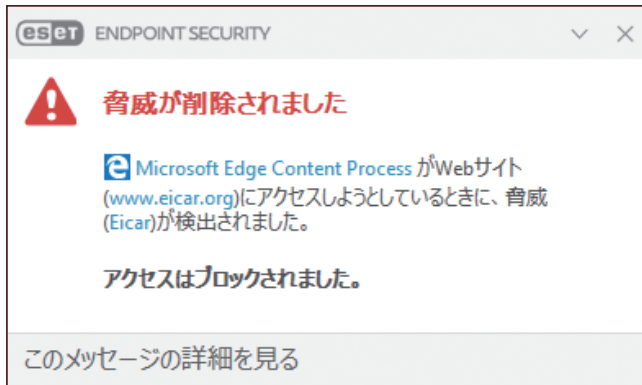 eseT ENDPOINT SECURITY
脅威が削除されました
Microsoft Edge Content Process がWebサイト
(www.eicar.org)にアクセスしようとしているときに、脅威
(Eicar)が検出されました。
アクセスはブロックされました。
このメッセージの詳細を見る